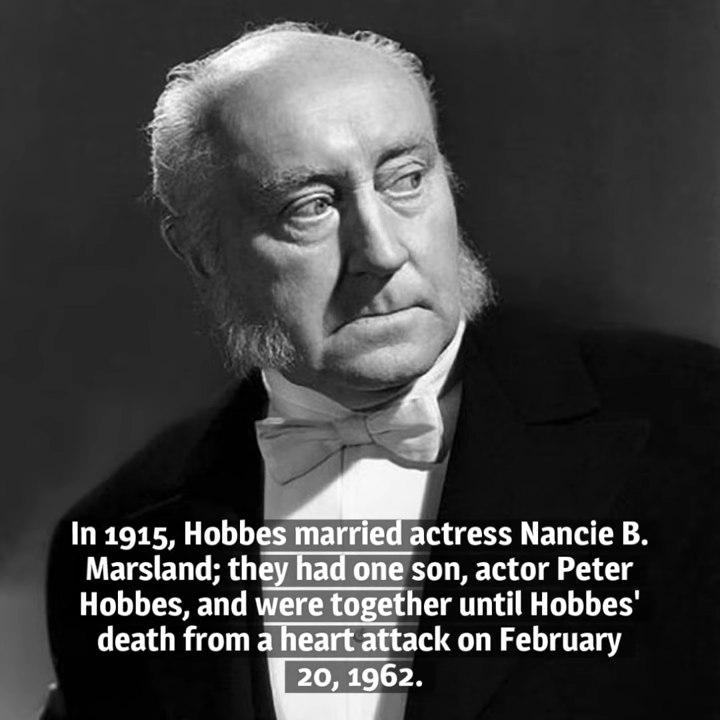 In 1915, Hobbes married actress Nancie B.
Marsland; they had one son, actor Peter
Hobbes, and were together until Hobbes'
death from a heart attack on February
20, 1962.